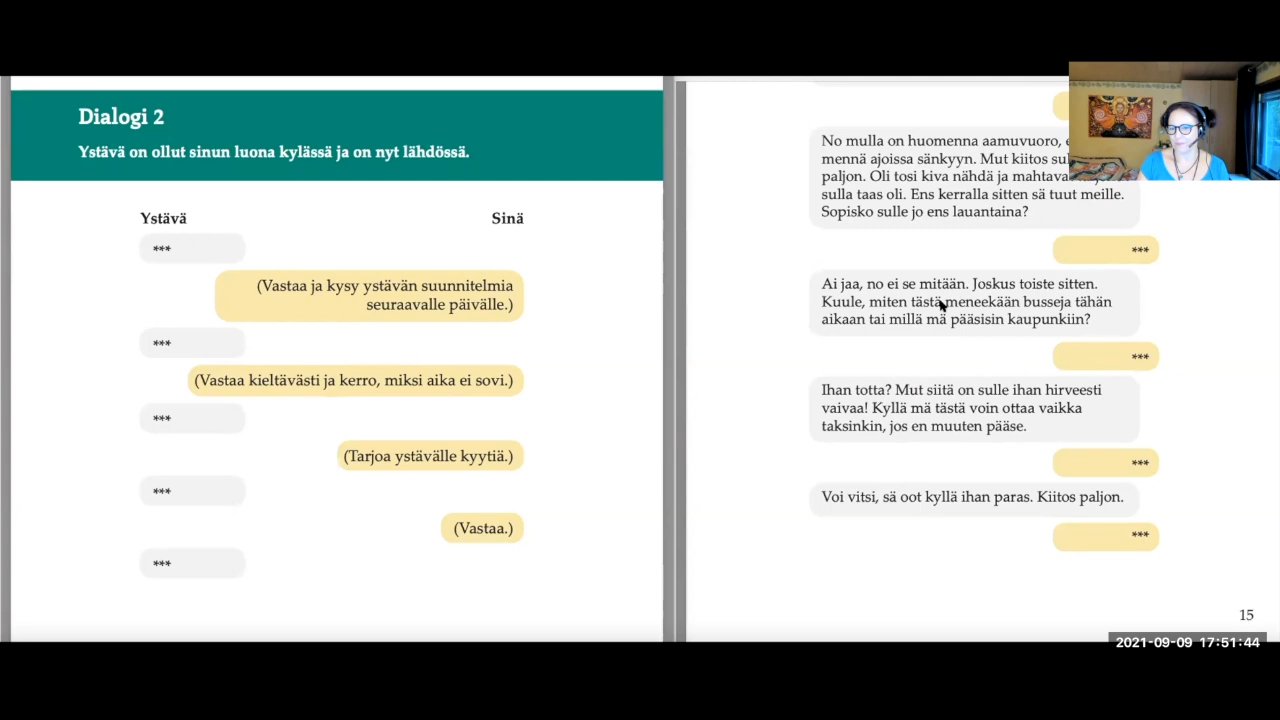 Dialogi 2
Ystävä on ollut sinun luona kylässä ja on nyt lähdössä.
Ystävä
Sinä
***
(Vastaa ja kysy ystävän suunnitelmia
seuraavalle päivälle.)
***
(Vastaa kieltävästi ja kerro, miksi aika ei sovi.)
***
(Tarjoa ystävälle kyytiä.)
***
(Vastaa.)
***
No mulla on huomenna aamuvuoro,
mennä ajoissa sänkyyn. Mut kiitos
paljon. Oli tosi kiva nähdä ja mahtava
sulla taas oli. Ens kerralla sitten sä tuut meille.
Sopisko sulle jo ens lauantaina?
***
Ai jaa, no ei se mitään. Joskus toiste sitten.
Kuule, miten tästä meneekään busseja tähän
aikaan tai millä mä pääsisin kaupunkiin?
***
Ihan totta? Mut siitä on sulle ihan hirveesti
vaivaa! Kyllä mä tästä voin ottaa vaikka
taksinkin, jos en muuten pääse.
***
Voi vitsi, sä oot kyllä ihan paras. Kiitos paljon.
***
15
2021-09-09 17:51:44